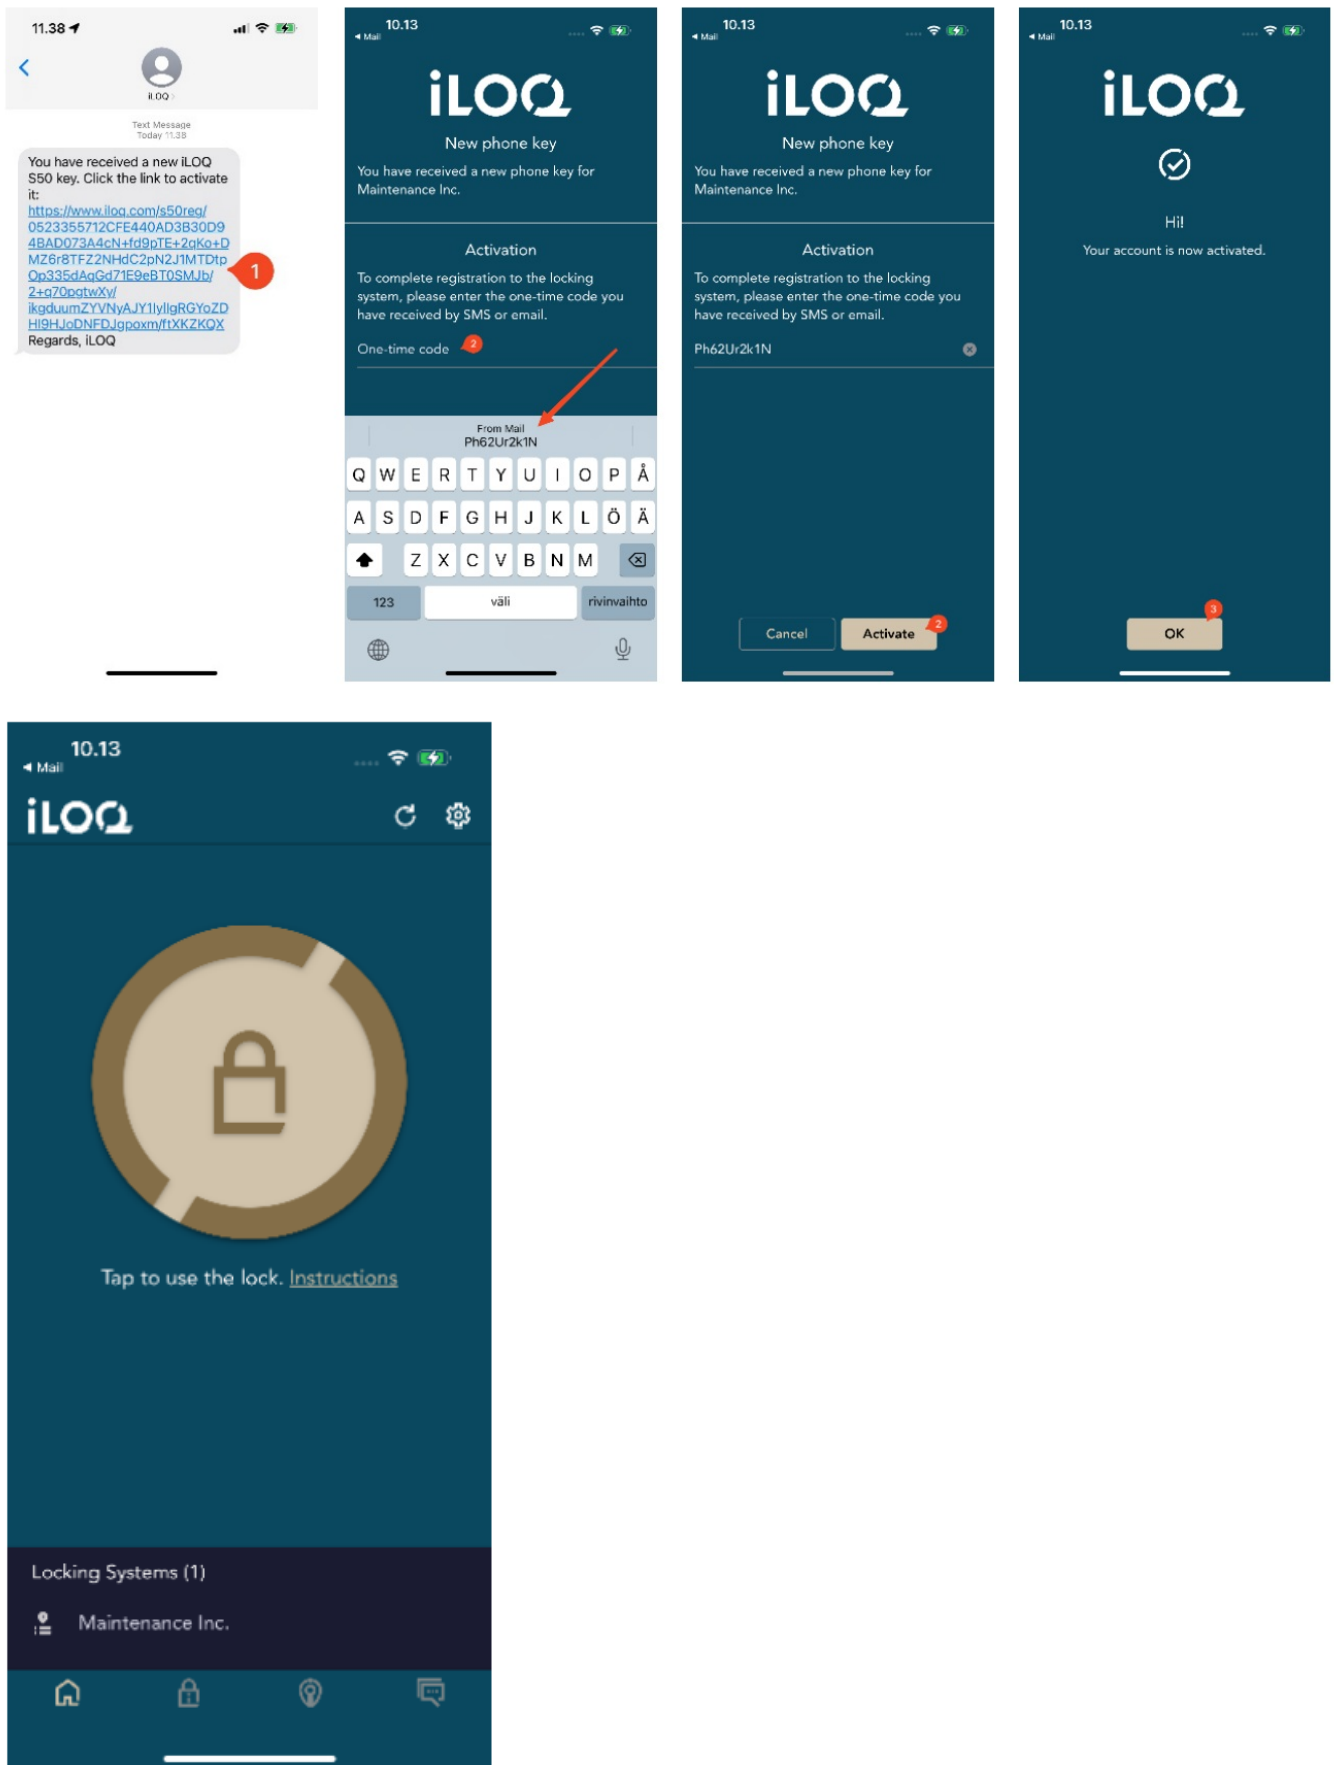 11.38
iLOQ
Text Message
Today 11.38
You have received a new iLOQ
S50 key. Click the link to activate
it:
https://www.iloq.com/s50reg/
0523355712CFE440AD3B30D9
4BAD073A4cN+fd9pTE+2qKo+D
MZ6r8TFZ2NHdC2pN2J1MTDtp
Op335dAqGd71E9eBT0SMJb/
2+q70pgtwXy/
ikgduumZYVNyAJY1IyIlgRGYoZD
HI9HJoDNFDJgpoxm/ftXKZKQX
Regards, iLOQ
1
10.13
Mail
iLOQ
New phone key
You have received a new phone key for
Maintenance Inc.
Activation
To complete registration to the locking
system, please enter the one-time code you
have received by SMS or email.
One-time code
2
From Mail
Ph62Ur2k1N
Q W E R T Y U I O P Å
A S D F G H J K L Ö Ä
Z X C V B N M
123 väli rivinvaihto
10.13
Mail
iLOQ
New phone key
You have received a new phone key for
Maintenance Inc.
Activation
To complete registration to the locking
system, please enter the one-time code you
have received by SMS or email.
Ph62Ur2k1N
Cancel Activate
2
10.13
Mail
iLOQ
Hi!
Your account is now activated.
3
OK
10.13
Mail
iLOQ
Tap to use the lock. Instructions
Locking Systems (1)
Maintenance Inc.